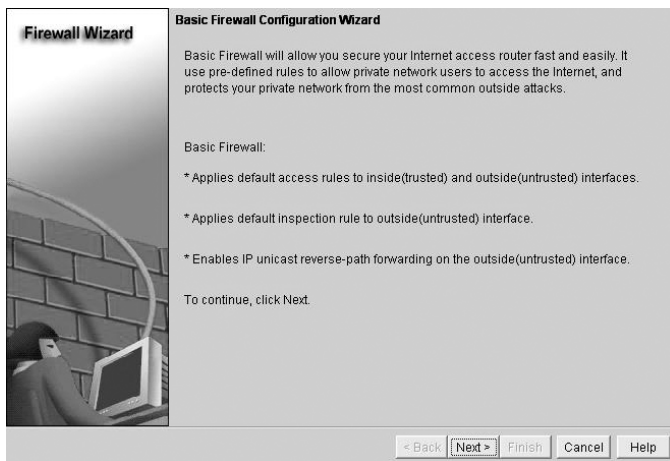 Firewall Wizard
Basic Firewall Configuration Wizard
Basic Firewall will allow you secure your Internet access router fast and easily. It
use pre-defined rules to allow private network users to access the Internet, and
protects your private network from the most common outside attacks.
Basic Firewall:
* Applies default access rules to inside(trusted) and outside(untrusted) interfaces.
* Applies default inspection rule to outside(untrusted) interface.
* Enables IP unicast reverse-path forwarding on the outside(untrusted) interface.
To continue, click Next.
< Back Next > Finish Cancel Help